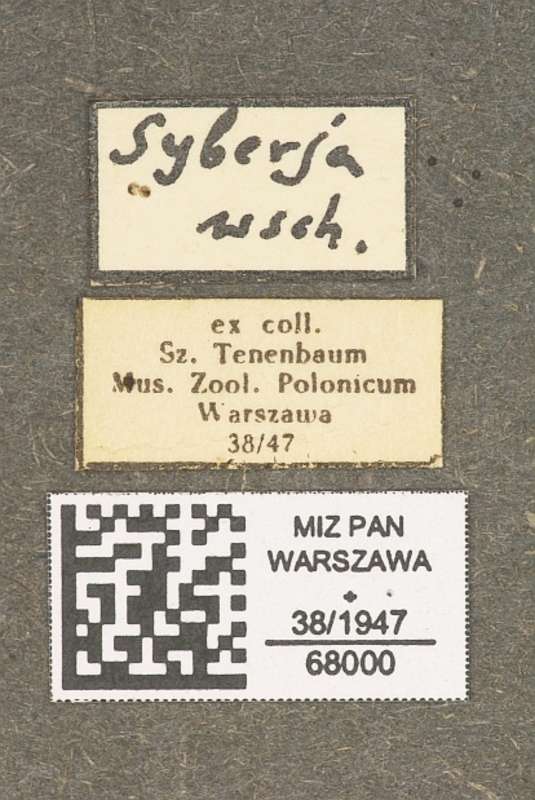 Syberja
wsch.
ex coll.
Sz. Tenenbaum
Mus. Zool. Polonicum
Warszawa
38/47
MIZ PAN
WARSZAWA
38/1947
68000